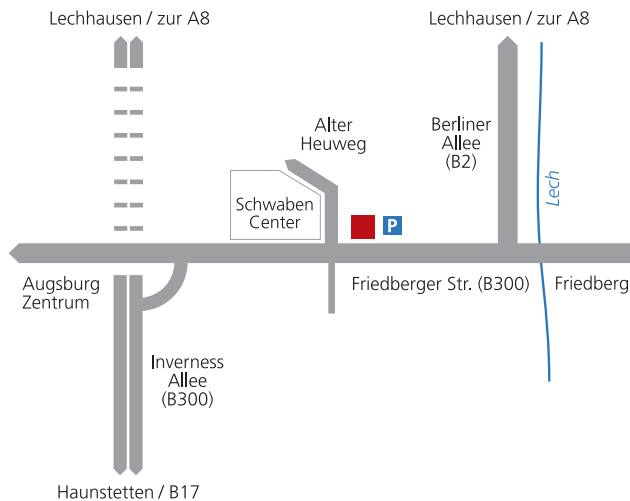 Lechhausen / zur A8
Lechhausen / zur A8
Alter
Heuweg
Berliner
Allee
(B2)
Lech
Schwaben
Center
P
Augsburg
Zentrum
Friedberger Str. (B300)
Friedberg
Inverness
Allee
(B300)
Haunstetten / B17